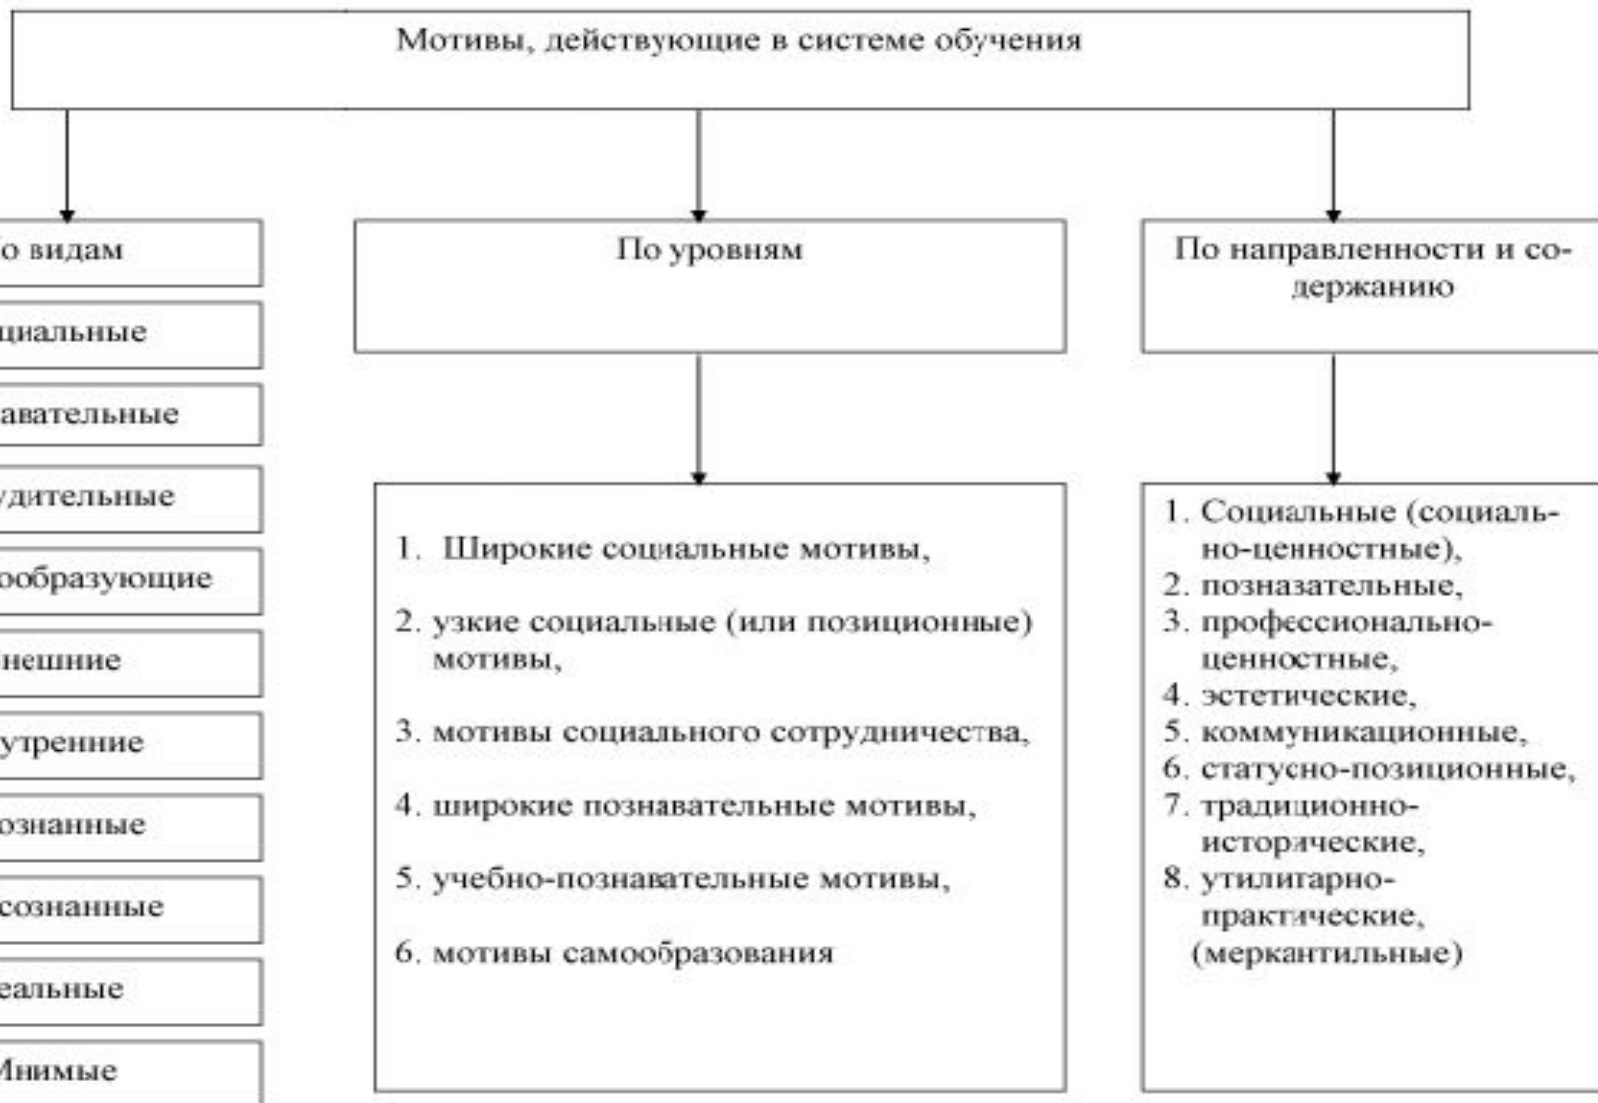 Мотивы, действующие в системе обучения
о видам
циальные
авательные
удительные
ообразующие
нешние
утренние
ознанные
сознанные
еальные
Мнимые
По уровням
1. Широкие социальные мотивы,
2. узкие социальные (или позиционные)
мотивы,
3. мотивы социального сотрудничества,
4. широкие познавательные мотивы,
5. учебно-познавательные мотивы,
6. мотивы самообразования
По направленности и со-
держанию
1. Социальные (социаль-
но-ценностные),
2. позназательные,
3. профессионально-
ценностные,
4. эстетические,
5. коммуникационные,
6. статусно-позиционные,
7. традиционно-
исторические,
8. утилитарно-
практические,
(меркантильные)